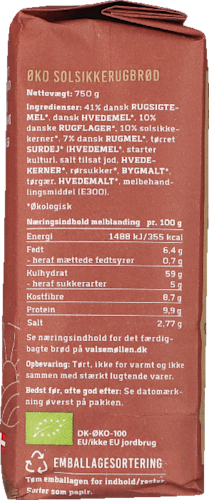 ØKO SOLSIKKERUGBRØD
Nettovægt: 750 g
Ingredienser: 41% dansk RUGSIGTE-
MEL*, dansk HVEDEMEL*, 10%
dansk RUGFLAGER*, 10% solsikke-
kerner*, 7% dansk RUGMEL*, tørret
SURDEJ* (HVEDEMEL*, starter
kultur), salt tilsat jod, HVEDE-
KERNER*, rørsukker*, BYGMALT*,
tørgær, HVEDEMALT*, melbehand-
lingsmiddel (E300).
*Økologisk
Næringsindhold melblanding pr. 100 g
Energi 1488 kJ/355 kcal
Fedt 6,4 g
- heraf mættede fedtsyrer 0,7 g
Kulhydrat 59 g
- heraf sukkerarter 5 g
Kostfibre 8,7 g
Protein 9,9 g
Salt 2,77 g
Se næringsindhold for det færdig-
bagte brød på valsemøllen.dk
Opbevaring: Tørt, ikke for varmt og ikke
sammen med stærkt lugtende varer.
Bedst før, ofte god efter: Se datomærk-
ning øverst på pakken.
DK-ØKO-100
EU/ikke EU jordbrug
EMBALLAGESORTERING
Tøm emballagen for indhold/rester